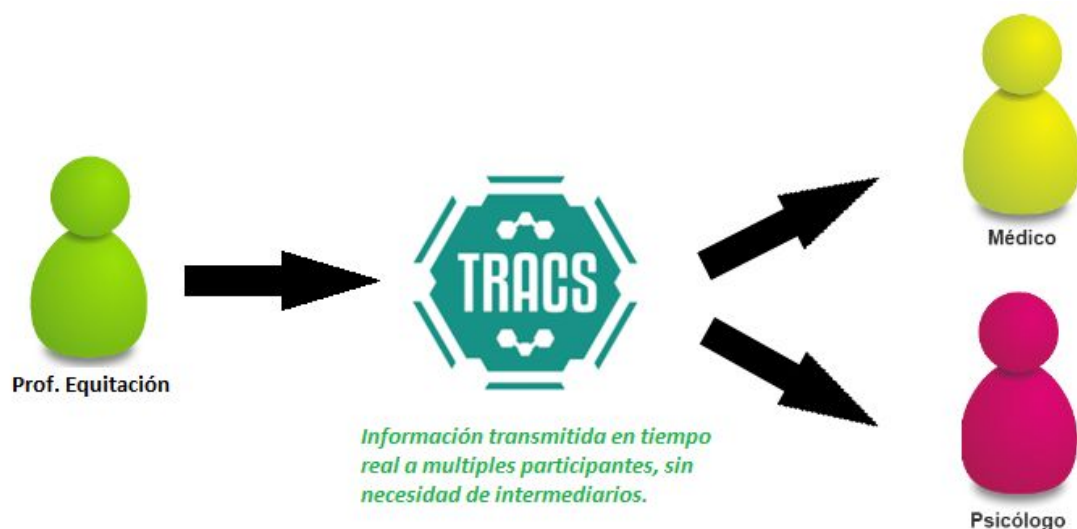 Médico
TRACS
Prof. Equitación
Información transmitida en tiempo
real a multiples participantes, sin
necesidad de intermediarios.
Psicólogo